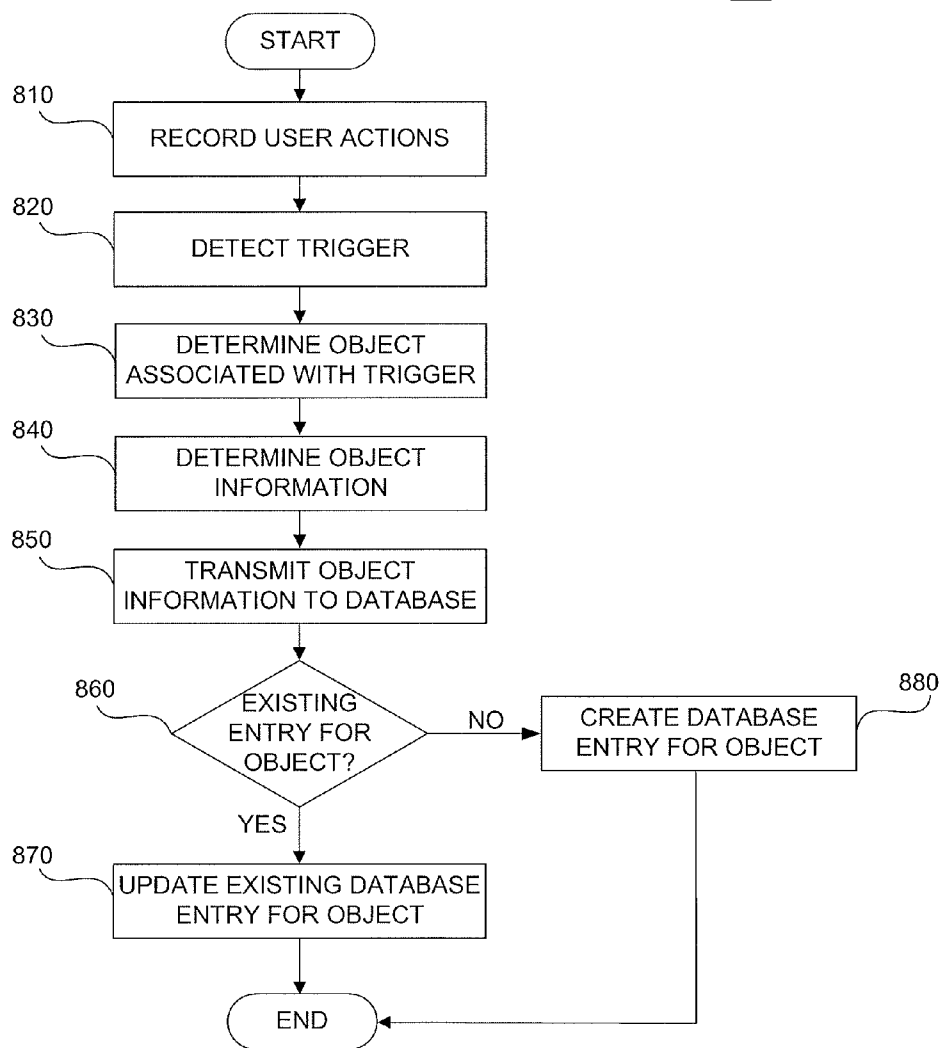 START
810
RECORD USER ACTIONS
820
DETECT TRIGGER
830
DETERMINE OBJECT
ASSOCIATED WITH TRIGGER
840
DETERMINE OBJECT
INFORMATION
850
TRANSMIT OBJECT
INFORMATION TO DATABASE
860
EXISTING
ENTRY FOR
OBJECT?
NO
880
CREATE DATABASE
ENTRY FOR OBJECT
YES
870
UPDATE EXISTING DATABASE
ENTRY FOR OBJECT
END